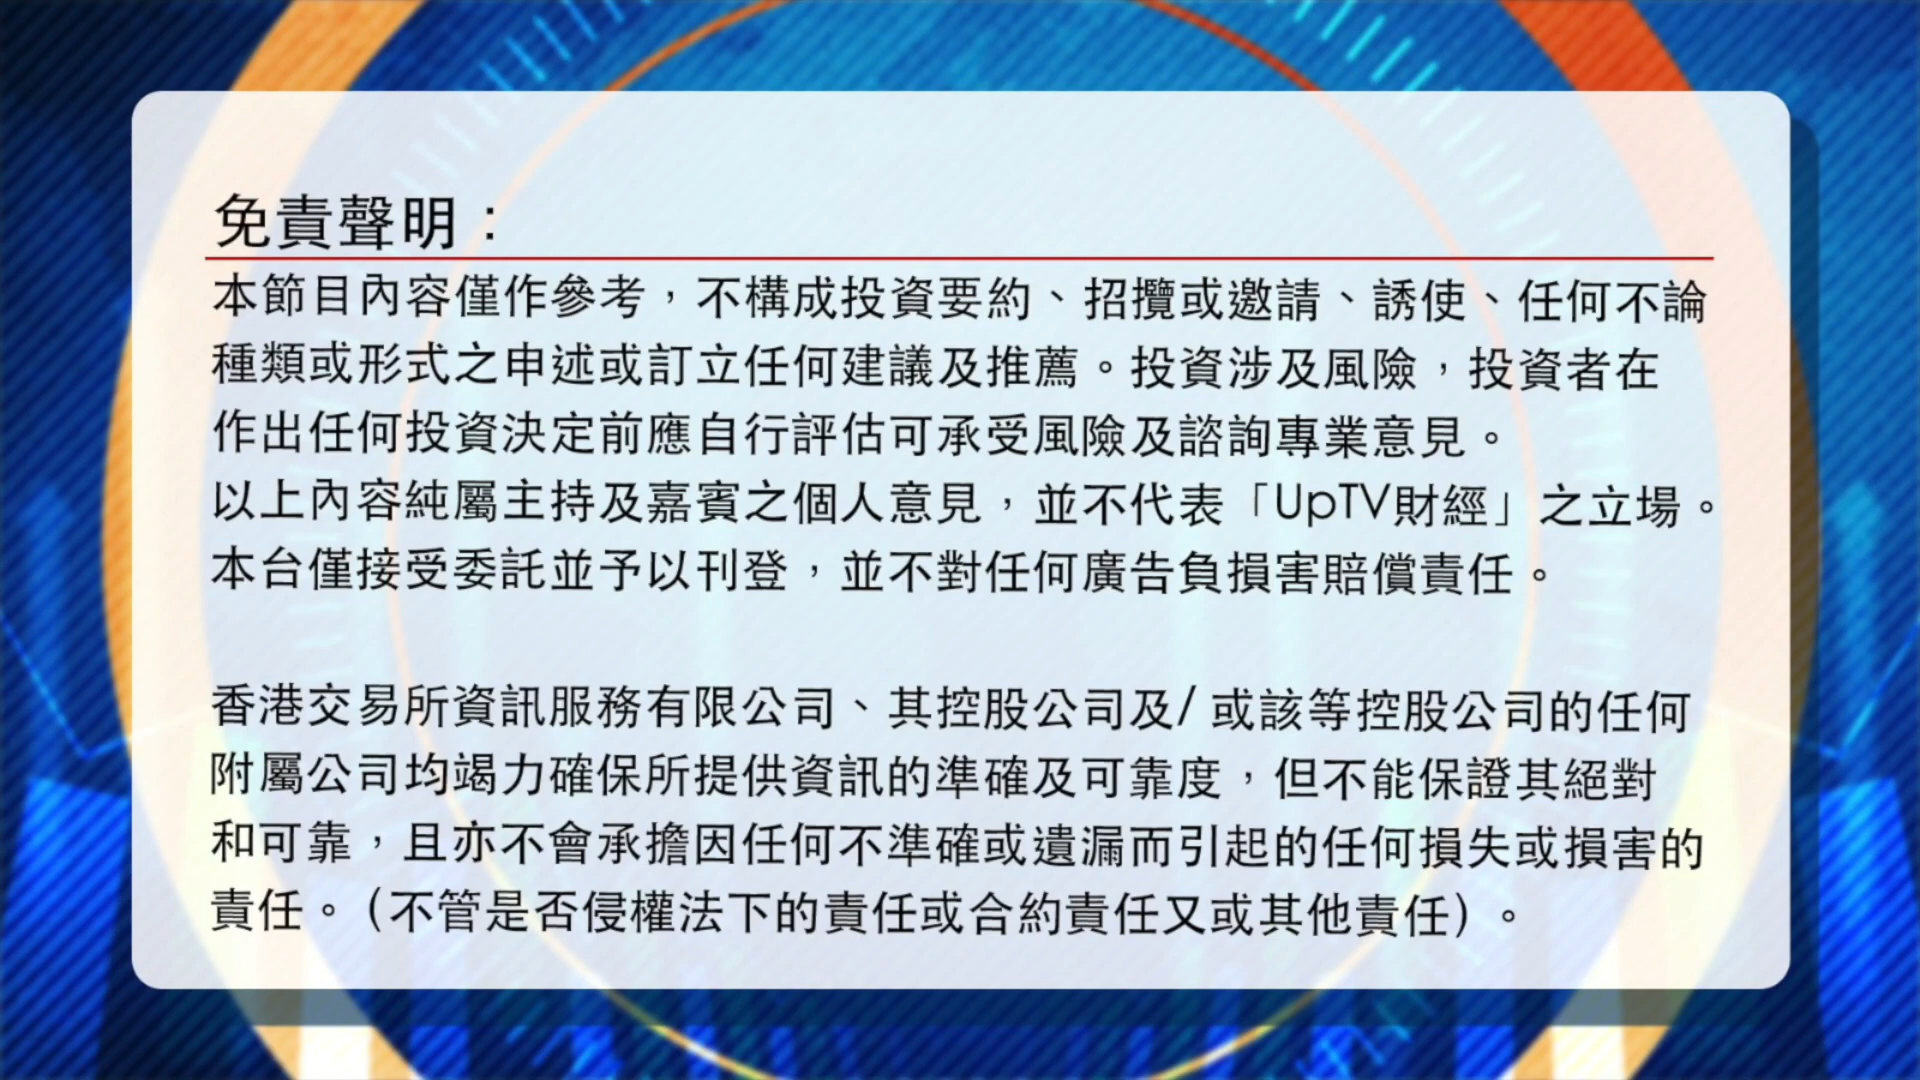 免責聲明：
本節目內容僅作參考，不構成投資要約、招攬或邀請、誘使、任何不論
種類或形式之申述或訂立任何建議及推薦。投資涉及風險，投資者在
作出任何投資決定前應自行評估可承受風險及諮詢專業意見。
以上內容純屬主持及嘉賓之個人意見，並不代表「UpTV財經」之立場。
本台僅接受委託並予以刊登，並不對任何廣告負損害賠償責任。
香港交易所資訊服務有限公司、其控股公司及/ 或該等控股公司的任何
附屬公司均竭力確保所提供資訊的準確及可靠度，但不能保證其絕對
和可靠，且亦不會承擔因任何不準確或遺漏而引起的任何損失或損害的
責任。（不管是否侵權法下的責任或合約責任又或其他責任）。